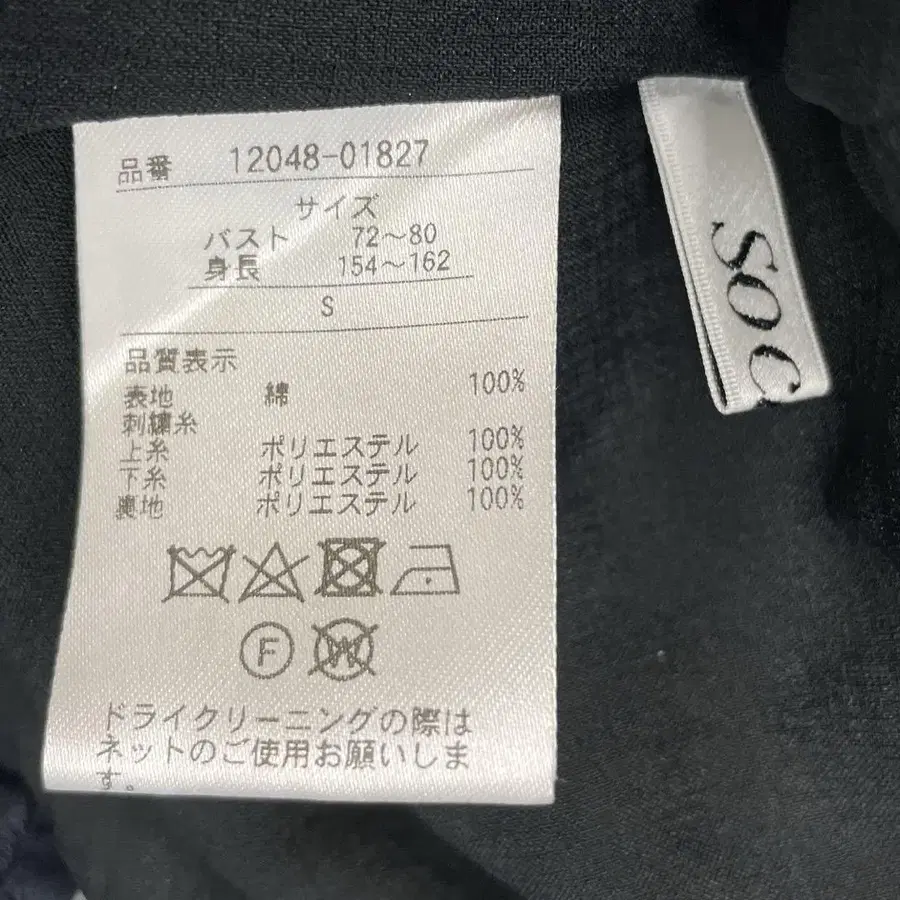 品番 12048-01827
サイズ
バスト 72～80
身長 154～162
S
品質表示
表地 綿 100%
刺繍糸
上糸 ポリエステル 100%
下糸 ポリエステル 100%
裏地 ポリエステル 100%
F W
ドライクリーニングの際は
ネットのご使用お願いしま
す。
SO C